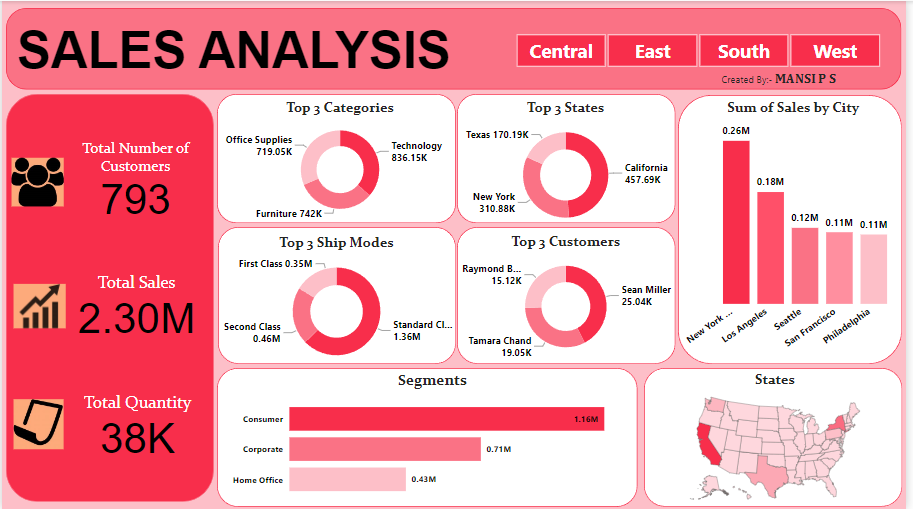 SALES ANALYSIS
Central
East
South
West
Created By:- MANSI P S
Total Number of
Customers
793
Total Sales
2.30M
Total Quantity
38K
Top 3 Categories
Office Supplies
719.05K
Technology
836.15K
Furniture 742K
Top 3 States
Texas 170.19K
California
457.69K
New York
310.88K
Sum of Sales by City
0.26M
0.18M
0.12M
0.11M
0.11M
New York ...
Los Angeles
Seattle
San Francisco
Philadelphia
Top 3 Ship Modes
First Class 0.35M
Second Class
0.46M
Standard Cl...
1.36M
Top 3 Customers
Raymond B...
15.12K
Sean Miller
25.04K
Tamara Chand
19.05K
Segments
Consumer
1.16M
Corporate
0.71M
Home Office
0.43M
States